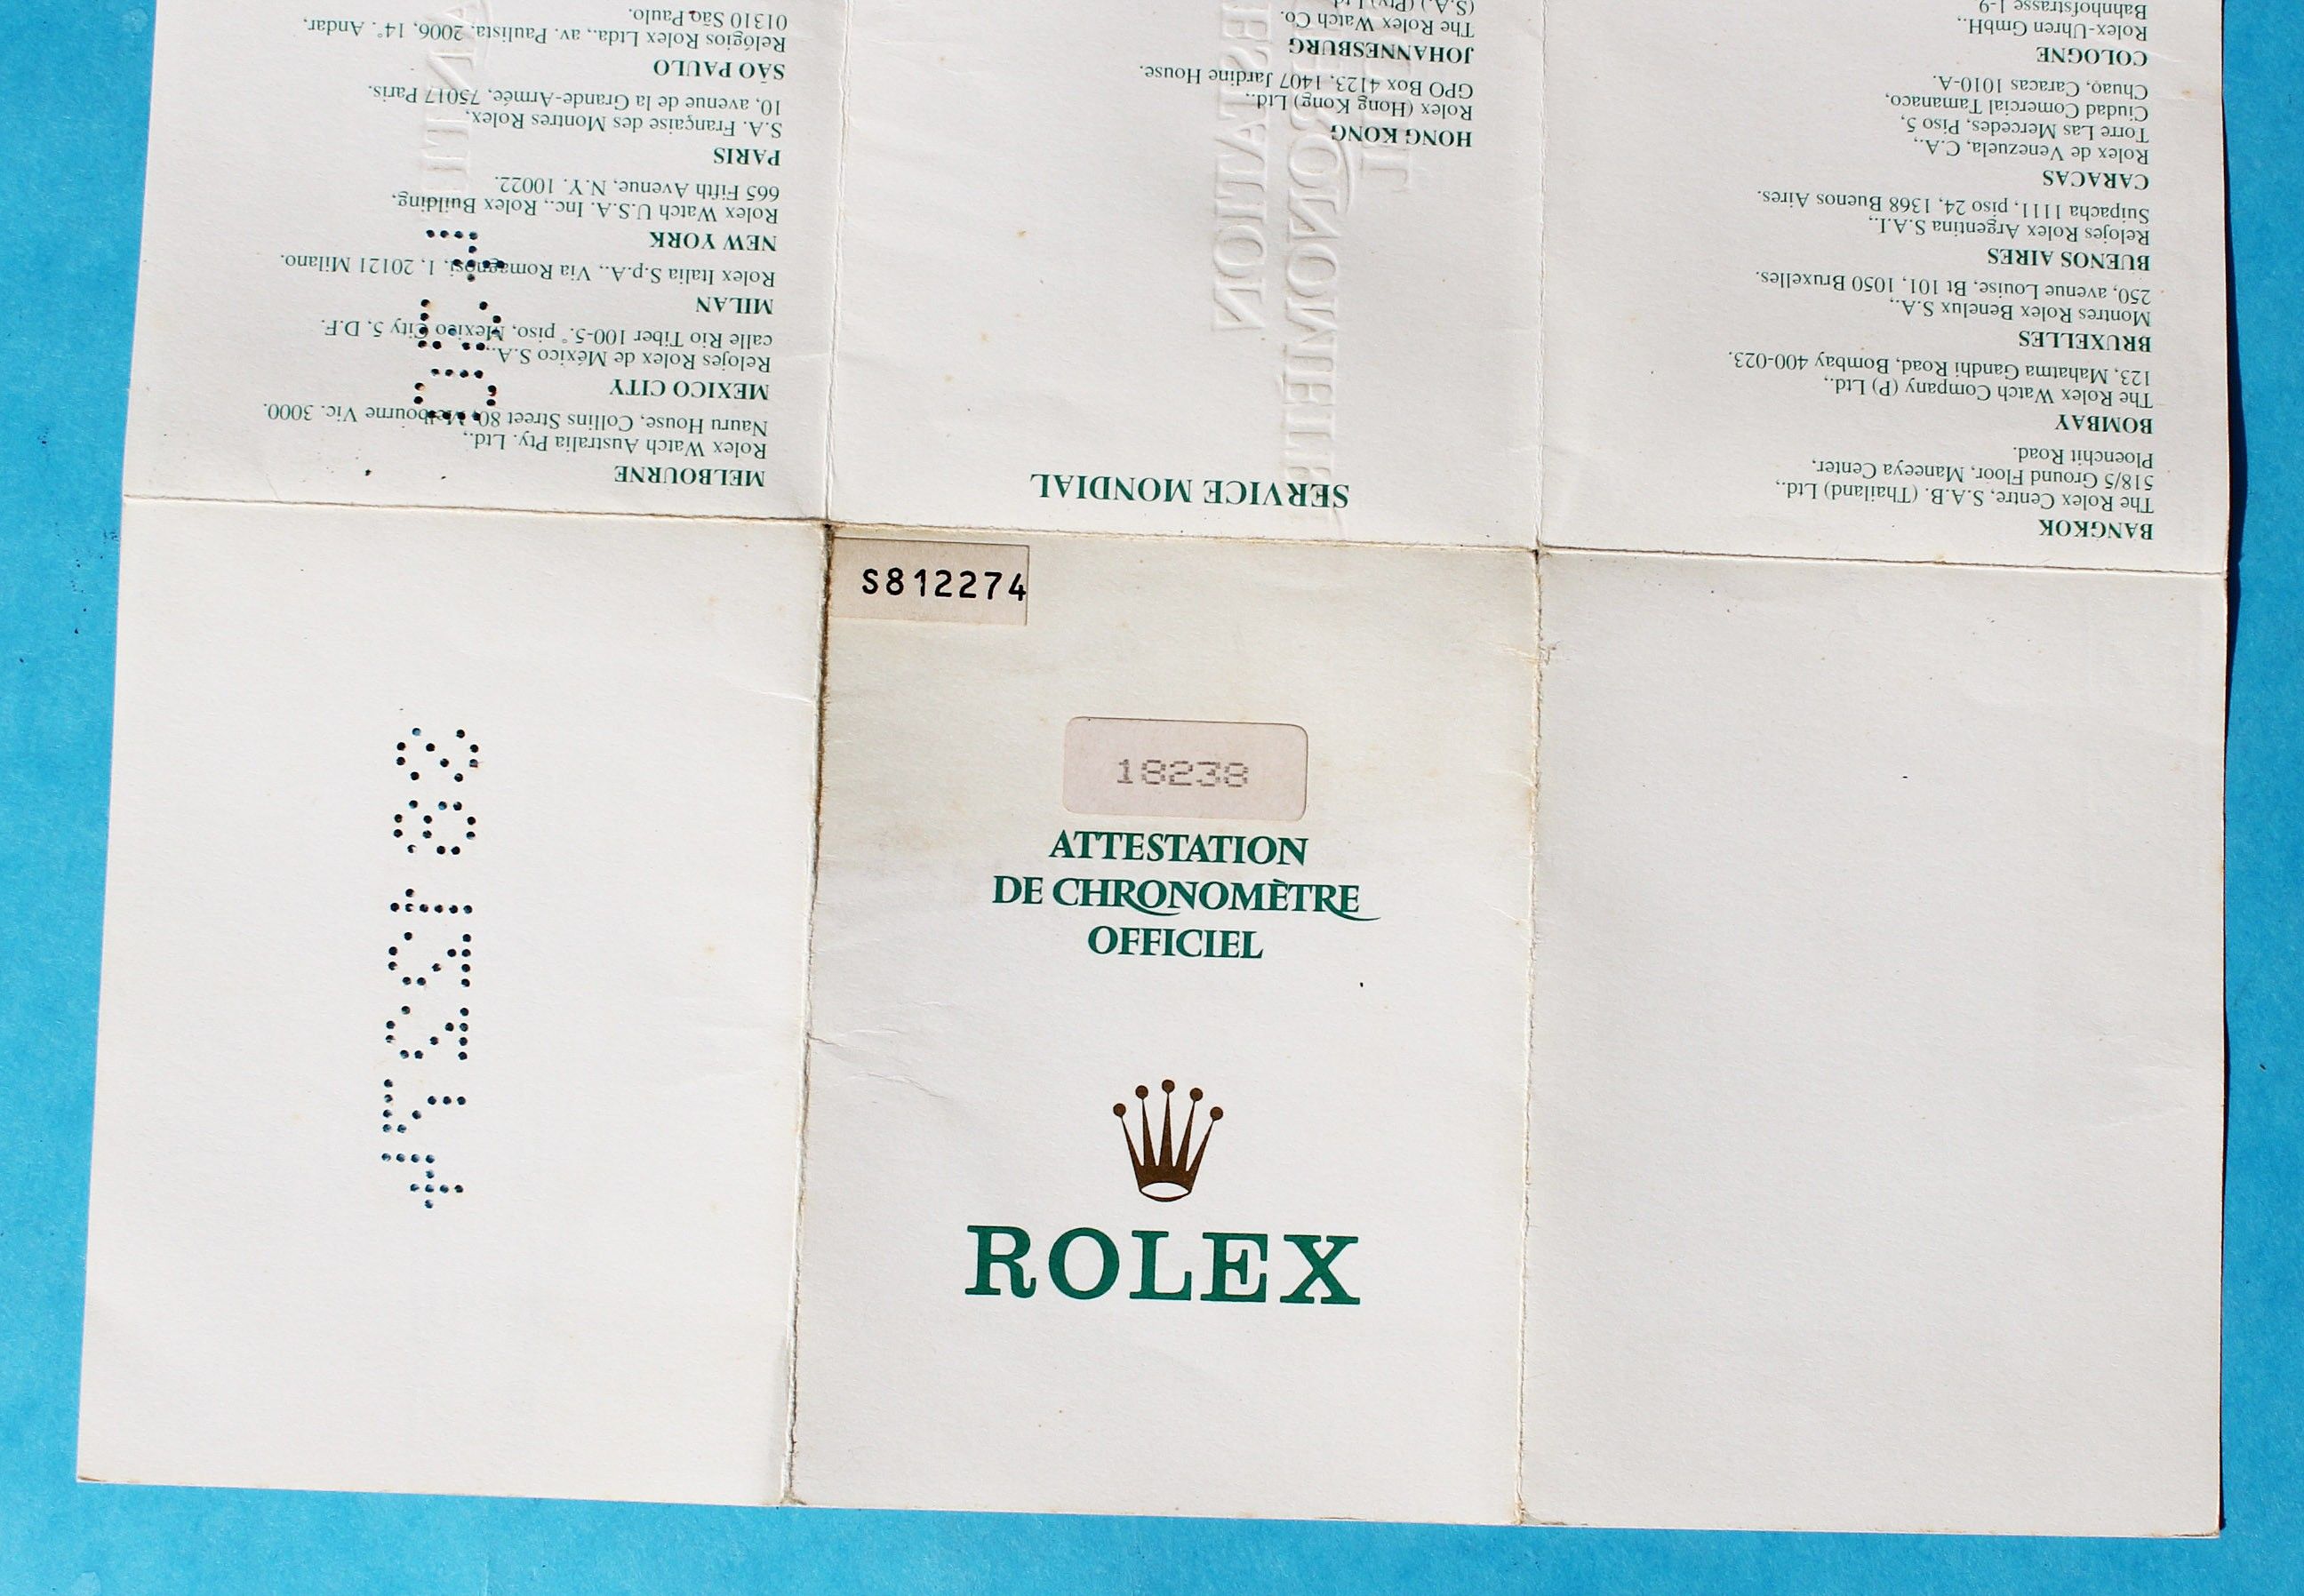 S812274
18238
ATTESTATION
DE CHRONOMÈTRE
OFFICIEL
ROLEX
S812274
BANGKOK
The Rolex Centre, S.A.B. (Thailand) Ltd.,
518/5 Ground Floor, Maneeya Center,
Ploenchit Road.
BOMBAY
The Rolex Watch Company (P) Ltd.,
123, Mahatma Gandhi Road, Bombay 400-023.
BRUXELLES
Montres Rolex Benelux S.A.,
250, avenue Louise, Bt 101, 1050 Bruxelles.
BUENOS AIRES
Relojes Rolex Argentina S.A.I.,
Suipacha 1111, piso 24, 1368 Buenos Aires.
CARACAS
Rolex de Venezuela, C.A.,
Torre Las Mercedes, Piso 5,
Ciudad Comercial Tamanaco,
Chuao, Caracas 1010-A.
COLOGNE
Rolex-Uhren GmbH.,
Bahnhofstrasse 1-9
SERVICE MONDIAL
HONG KONG
Rolex (Hong Kong) Ltd.,
GPO Box 4123, 1407 Jardine House.
JOHANNESBURG
The Rolex Watch Co.
(S.A.) (Pty) Ltd.
ATTESTATION
CHRONOMÈTRE
MELBOURNE
Rolex Watch Australia Pty. Ltd.,
Nauru House, Collins Street 80, Melbourne Vic. 3000.
MEXICO CITY
Relojes Rolex de México S.A.,
calle Rio Tiber 100-5.° piso, Mexico City 5, D.F.
MILAN
Rolex Italia S.p.A., Via Romagnosi, 1, 20121 Milano.
NEW YORK
Rolex Watch U.S.A. Inc., Rolex Building,
665 Fifth Avenue, N.Y. 10022.
PARIS
S.A. Française des Montres Rolex,
10, avenue de la Grande-Armée, 75017 Paris.
SÃO PAULO
Relógios Rolex Ltda., av. Paulista, 2006, 14° Andar,
01310 São Paulo.